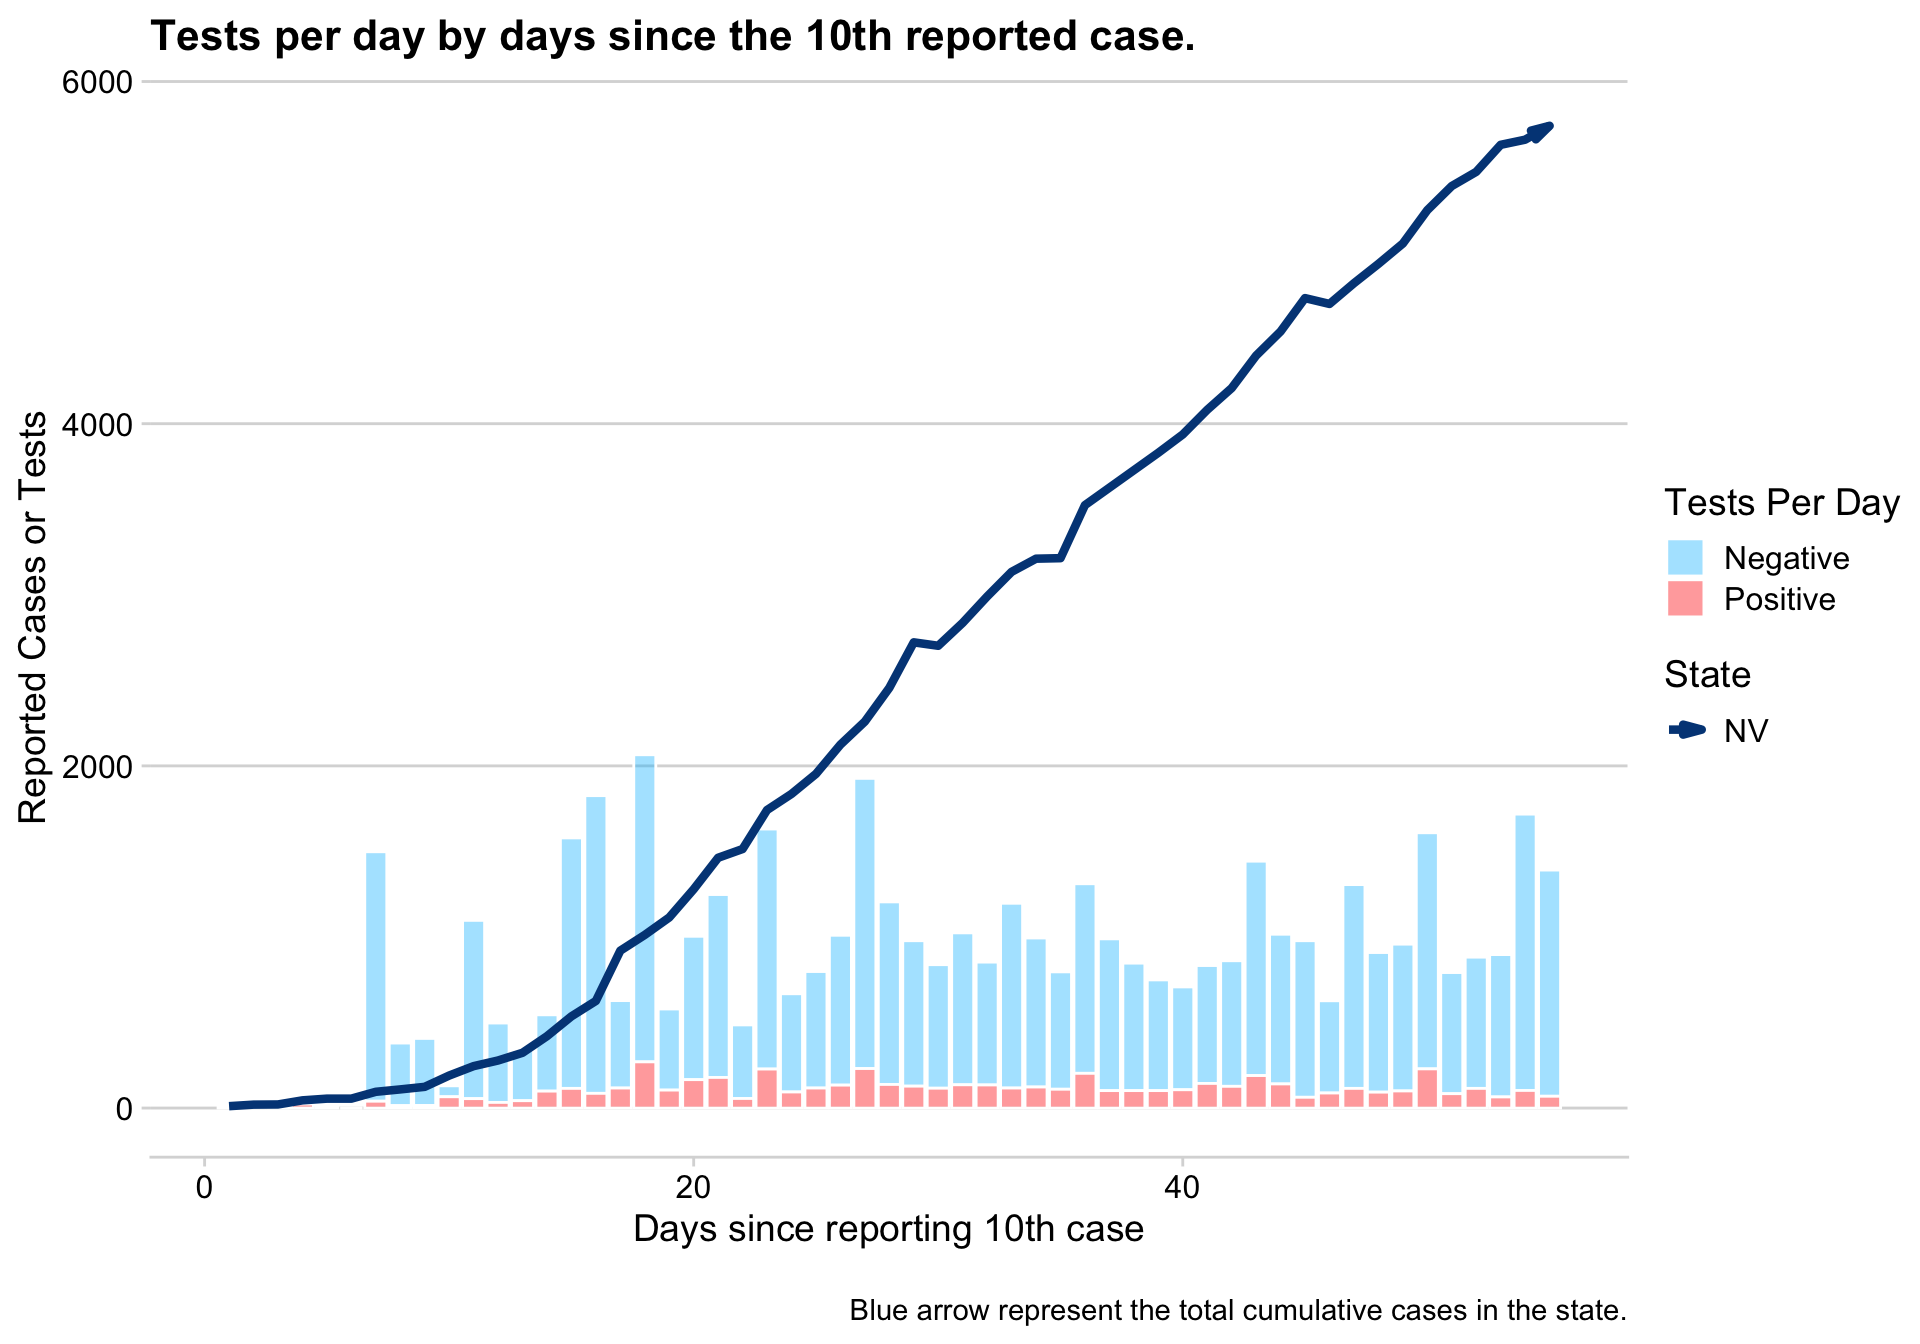 Tests per day by days since the 10th reported case.
6000
4000
2000
0
Reported Cases or Tests
0 20 40
Days since reporting 10th case
Tests Per Day
Negative
Positive
State
NV
Blue arrow represent the total cumulative cases in the state.